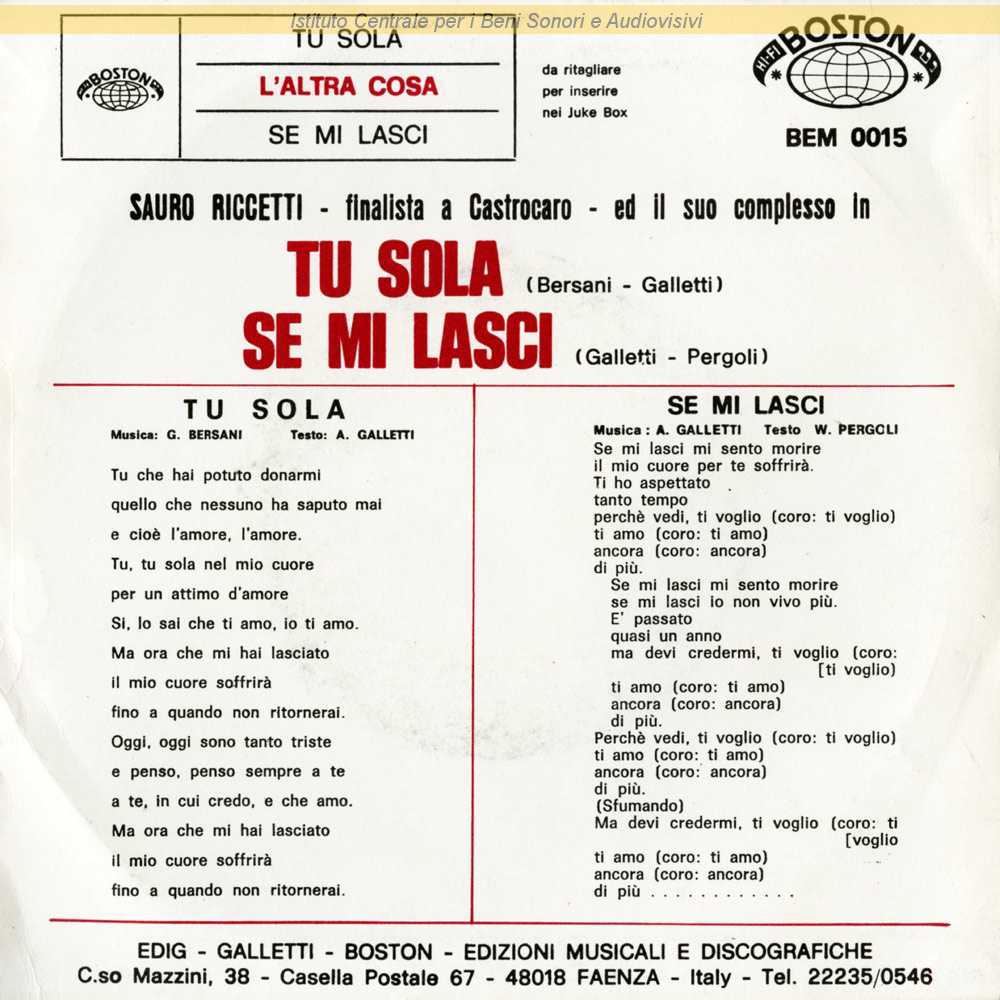 Istituto Centrale per i Beni Sonori e Audiovisivi
TU SOLA
BOSTON
L'ALTRA COSA
SE MI LASCI
da ritagliare
per inserire
nei Juke Box
HI-FI BOSTON
BEM 0015
SAURO RICCETTI - finalista a Castrocaro - ed il suo complesso in
TU SOLA (Bersani - Galletti)
SE MI LASCI (Galletti - Pergoli)
TU SOLA
Musica: G. BERSANI Testo: A. GALLETTI
Tu che hai potuto donarmi
quello che nessuno ha saputo mai
e cioè l'amore, l'amore.
Tu, tu sola nel mio cuore
per un attimo d'amore
Si, lo sai che ti amo, io ti amo.
Ma ora che mi hai lasciato
il mio cuore soffrirà
fino a quando non ritornerai.
Oggi, oggi sono tanto triste
e penso, penso sempre a te
a te, in cui credo, e che amo.
Ma ora che mi hai lasciato
il mio cuore soffrirà
fino a quando non ritornerai.
SE MI LASCI
Musica: A. GALLETTI Testo W. PERGOLI
Se mi lasci mi sento morire
il mio cuore per te soffrirà.
Ti ho aspettato
tanto tempo
perchè vedi, ti voglio (coro: ti voglio)
ti amo (coro: ti amo)
ancora (coro: ancora)
di più.
Se mi lasci mi sento morire
se mi lasci io non vivo più.
E' passato
quasi un anno
ma devi credermi, ti voglio (coro:
[ti voglio)
ti amo (coro: ti amo)
ancora (coro: ancora)
di più.
Perchè vedi, ti voglio (coro: ti voglio)
ti amo (coro: ti amo)
ancora (coro: ancora)
di più.
(Sfumando)
Ma devi credermi, ti voglio (coro: ti
[voglio
ti amo (coro: ti amo)
ancora (coro: ancora)
di più . . . . . . . . . . . .
EDIG - GALLETTI - BOSTON - EDIZIONI MUSICALI E DISCOGRAFICHE
C.so Mazzini, 38 - Casella Postale 67 - 48018 FAENZA - Italy - Tel. 22235/0546